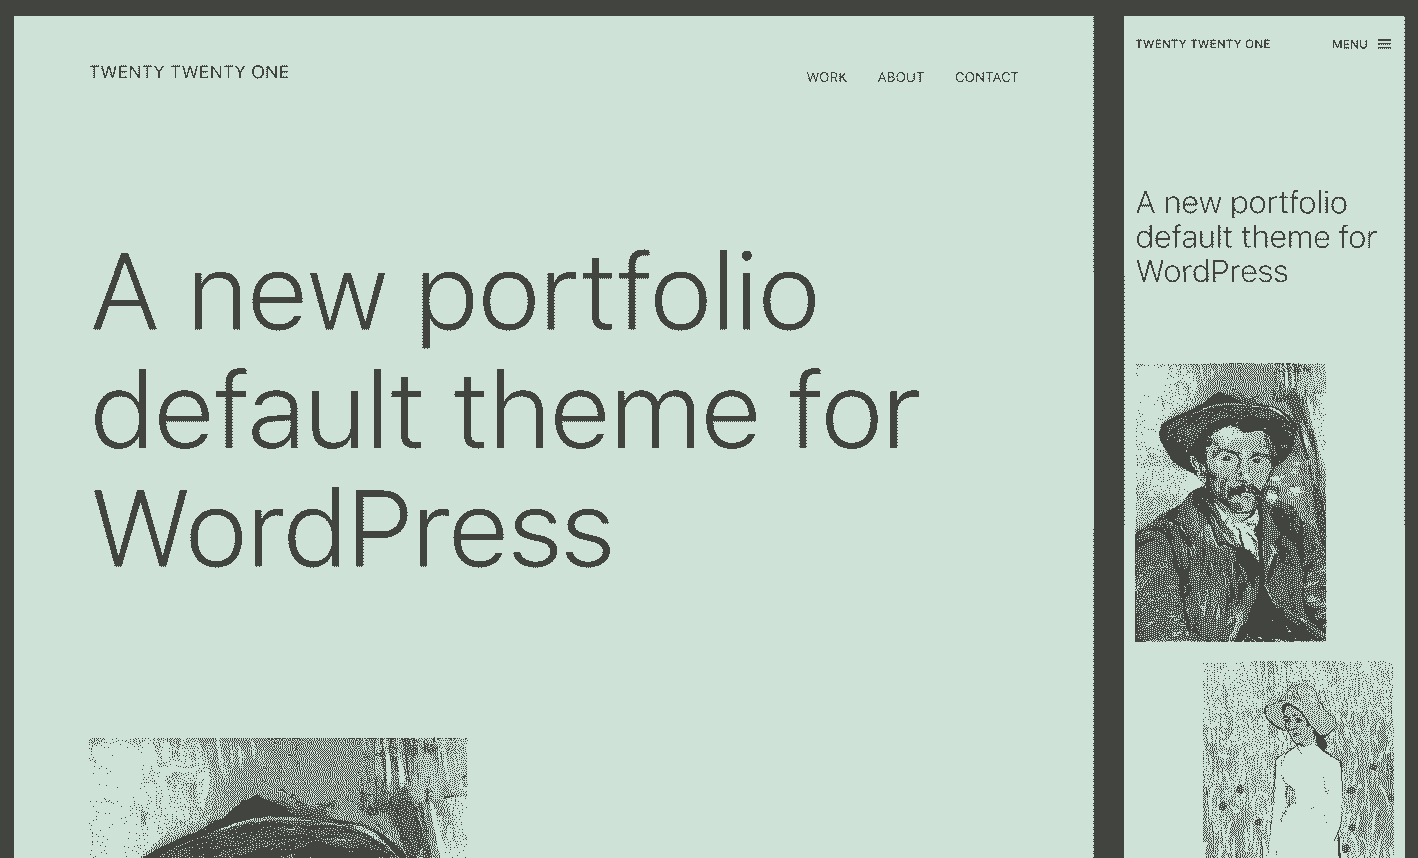 TWENTY TWENTY ONE
WORK ABOUT CONTACT
A new portfolio
default theme for
WordPress
TWENTY TWENTY ONE
MENU
A new portfolio
default theme for
WordPress